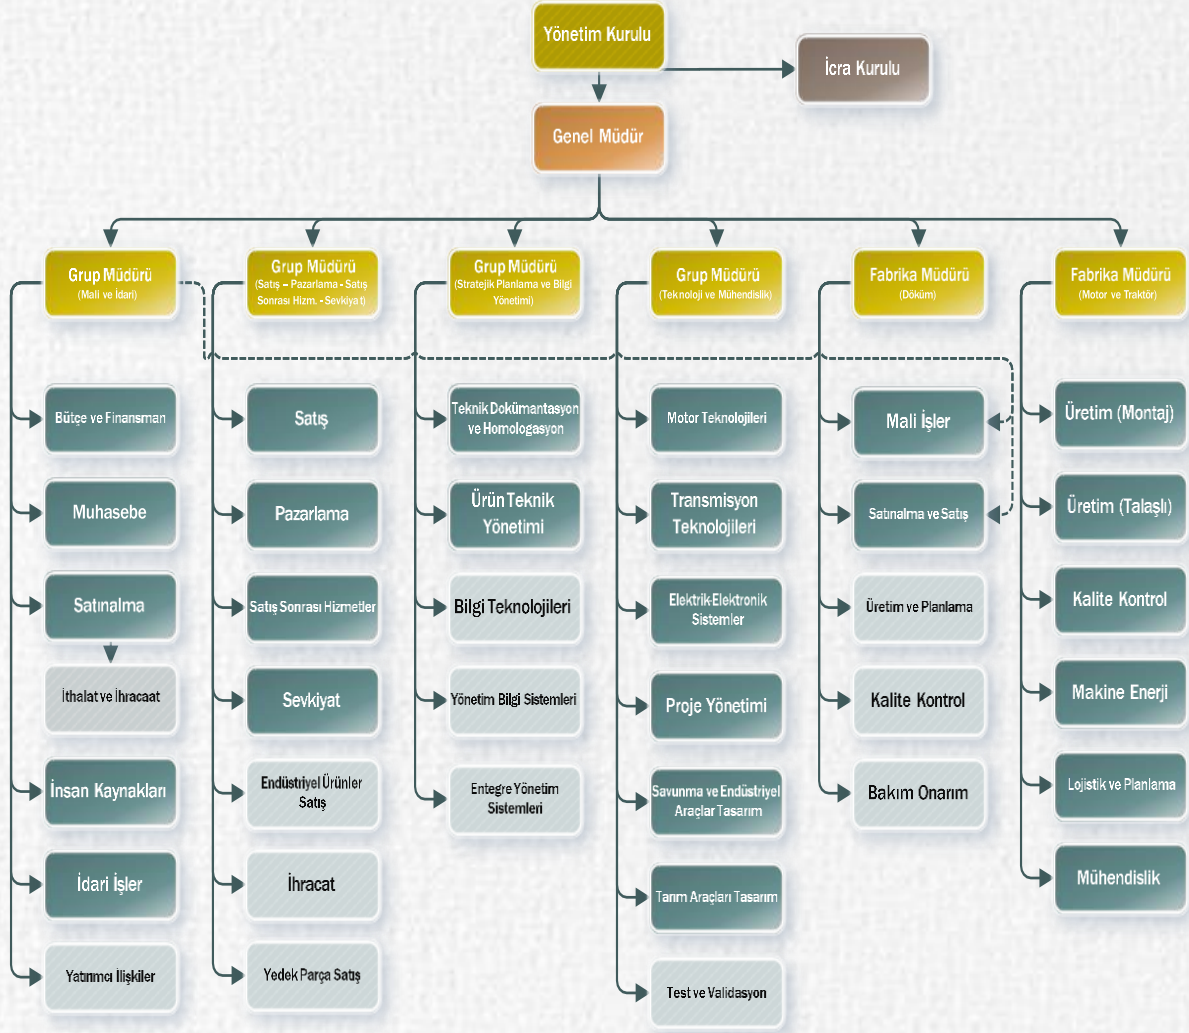 Yönetim Kurulu
İcra Kurulu
Genel Müdür
Grup Müdürü
(Mali ve İdari)
Bütçe ve Finansman
Muhasebe
Satınalma
İthalat ve İhracaat
İnsan Kaynakları
İdari İşler
Yatırımcı İlişkiler
Grup Müdürü
(Satış – Pazarlama - Satış
Sonrası Hizm. - Sevkiyat)
Satış
Pazarlama
Satış Sonrası Hizmetler
Sevkiyat
Endüstriyel Ürünler
Satış
İhracat
Yedek Parça Satış
Grup Müdürü
(Stratejik Planlama ve Bilgi
Yönetimi)
Teknik Dokümantasyon
ve Homologasyon
Ürün Teknik
Yönetimi
Bilgi Teknolojileri
Yönetim Bilgi Sistemleri
Entegre Yönetim
Sistemleri
Grup Müdürü
(Teknoloji ve Mühendislik)
Motor Teknolojileri
Transmisyon
Teknolojileri
Elektrik-Elektronik
Sistemler
Proje Yönetimi
Savunma ve Endüstriyel
Araçlar Tasarım
Tarım Araçları Tasarım
Test ve Validasyon
Fabrika Müdürü
(Döküm)
Mali İşler
Satınalma ve Satış
Üretim ve Planlama
Kalite Kontrol
Bakım Onarım
Fabrika Müdürü
(Motor ve Traktör)
Üretim (Montaj)
Üretim (Talaşlı)
Kalite Kontrol
Makine Enerji
Lojistik ve Planlama
Mühendislik